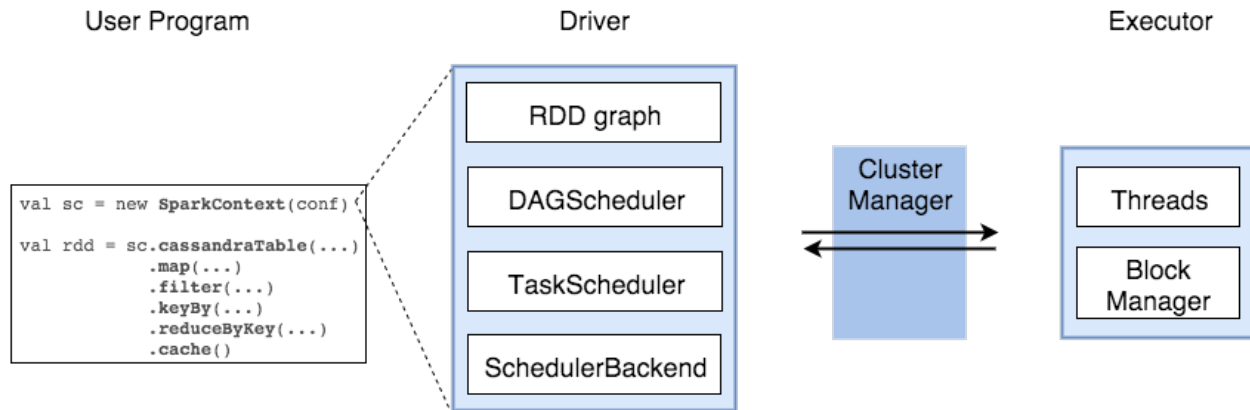 User Program
Driver
Executor
RDD graph
DAGScheduler
TaskScheduler
SchedulerBackend
Cluster
Manager
Threads
Block
Manager
val sc = new SparkContext(conf)
val rdd = sc.cassandraTable(...)
.map(...)
.filter(...)
.keyBy(...)
.reduceByKey(...)
.cache()